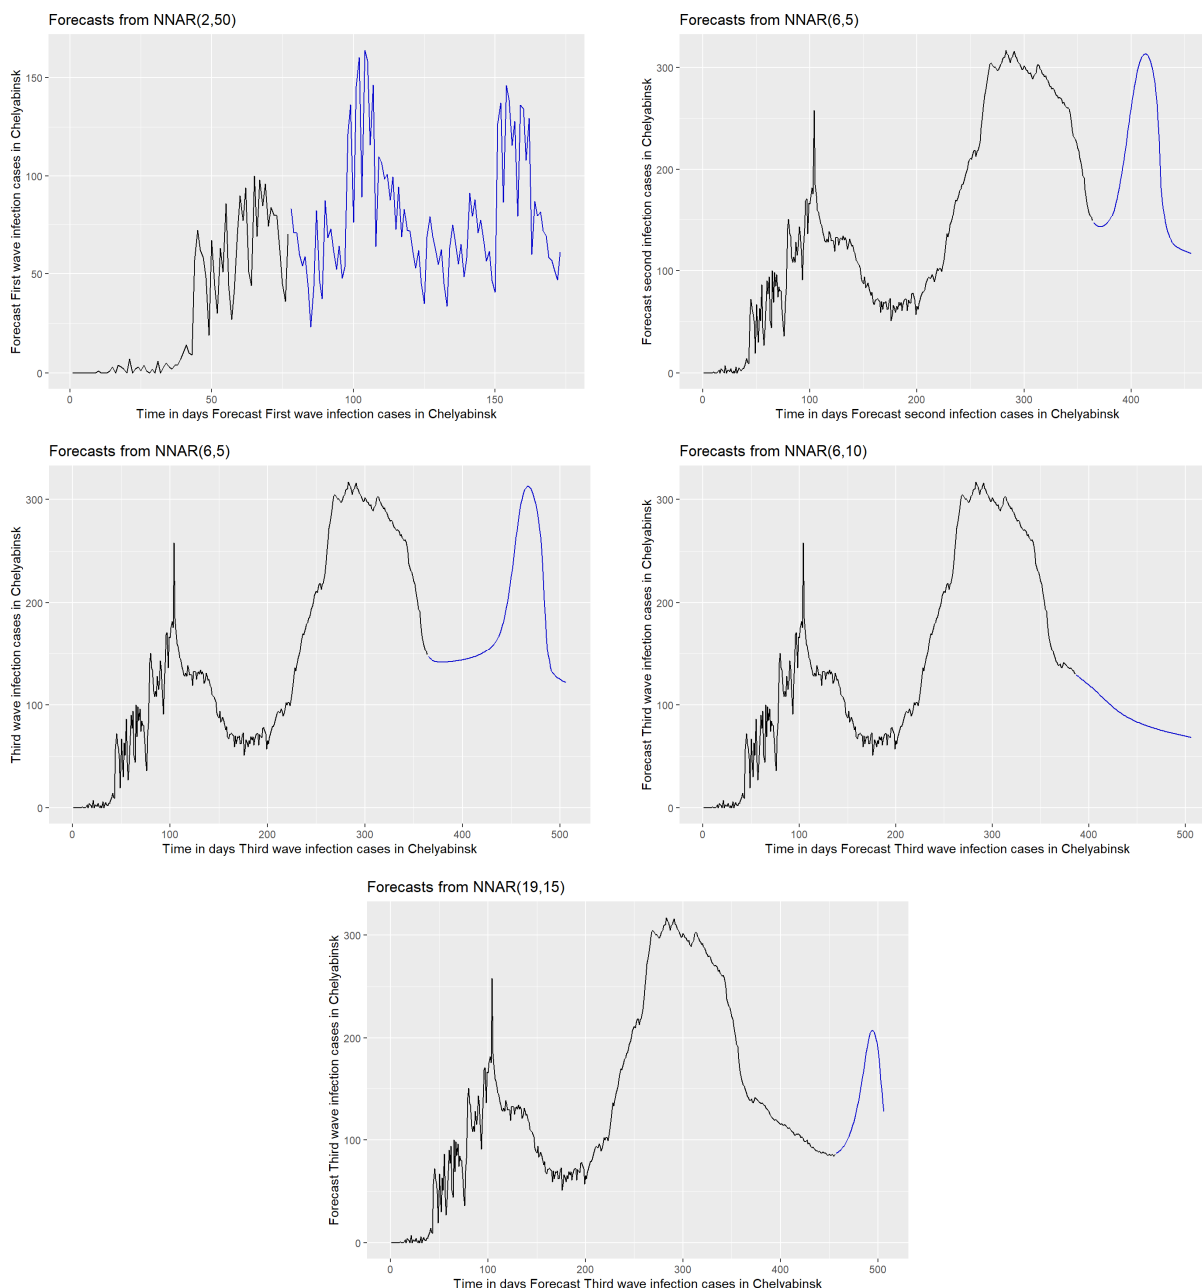 Forecasts from NNAR(2,50)
Forecast First wave infection cases in Chelyabinsk
150
100
50
0
0 50 100 150
Time in days Forecast First wave infection cases in Chelyabinsk
Forecasts from NNAR(6,5)
Forecast second infection cases in Chelyabinsk
300
200
100
0
0 100 200 300 400
Time in days Forecast second infection cases in Chelyabinsk
Forecasts from NNAR(6,5)
Third wave infection cases in Chelyabinsk
300
200
100
0
0 100 200 300 400 500
Time in days Third wave infection cases in Chelyabinsk
Forecasts from NNAR(6,10)
Forecast Third wave infection cases in Chelyabinsk
300
200
100
0
0 100 200 300 400 500
Time in days Forecast Third wave infection cases in Chelyabinsk
Forecasts from NNAR(19,15)
Forecast Third wave infection cases in Chelyabinsk
300
200
100
0
0 100 200 300 400 500
Time in days Forecast Third wave infection cases in Chelyabinsk